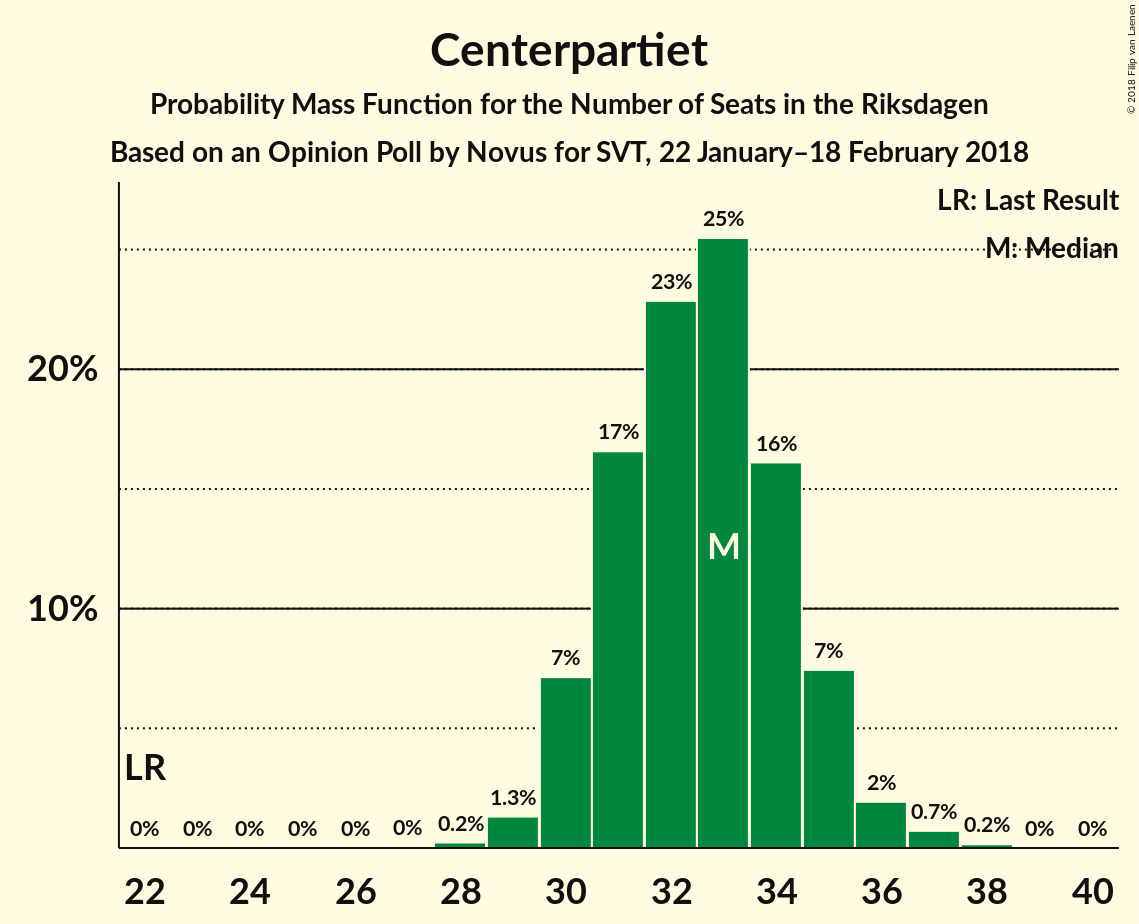 Centerpartiet
Probability Mass Function for the Number of Seats in the Riksdagen
Based on an Opinion Poll by Novus for SVT, 22 January–18 February 2018
© 2018 Filip van Laenen
LR: Last Result
M: Median
25%
23%
20%
17%
16%
M
10%
7%
7%
LR
0%
0%
0%
0%
0%
0%
0.2%
1.3%
2%
0.7%
0.2%
0%
0%
22 24 26 28 30 32 34 36 38 40